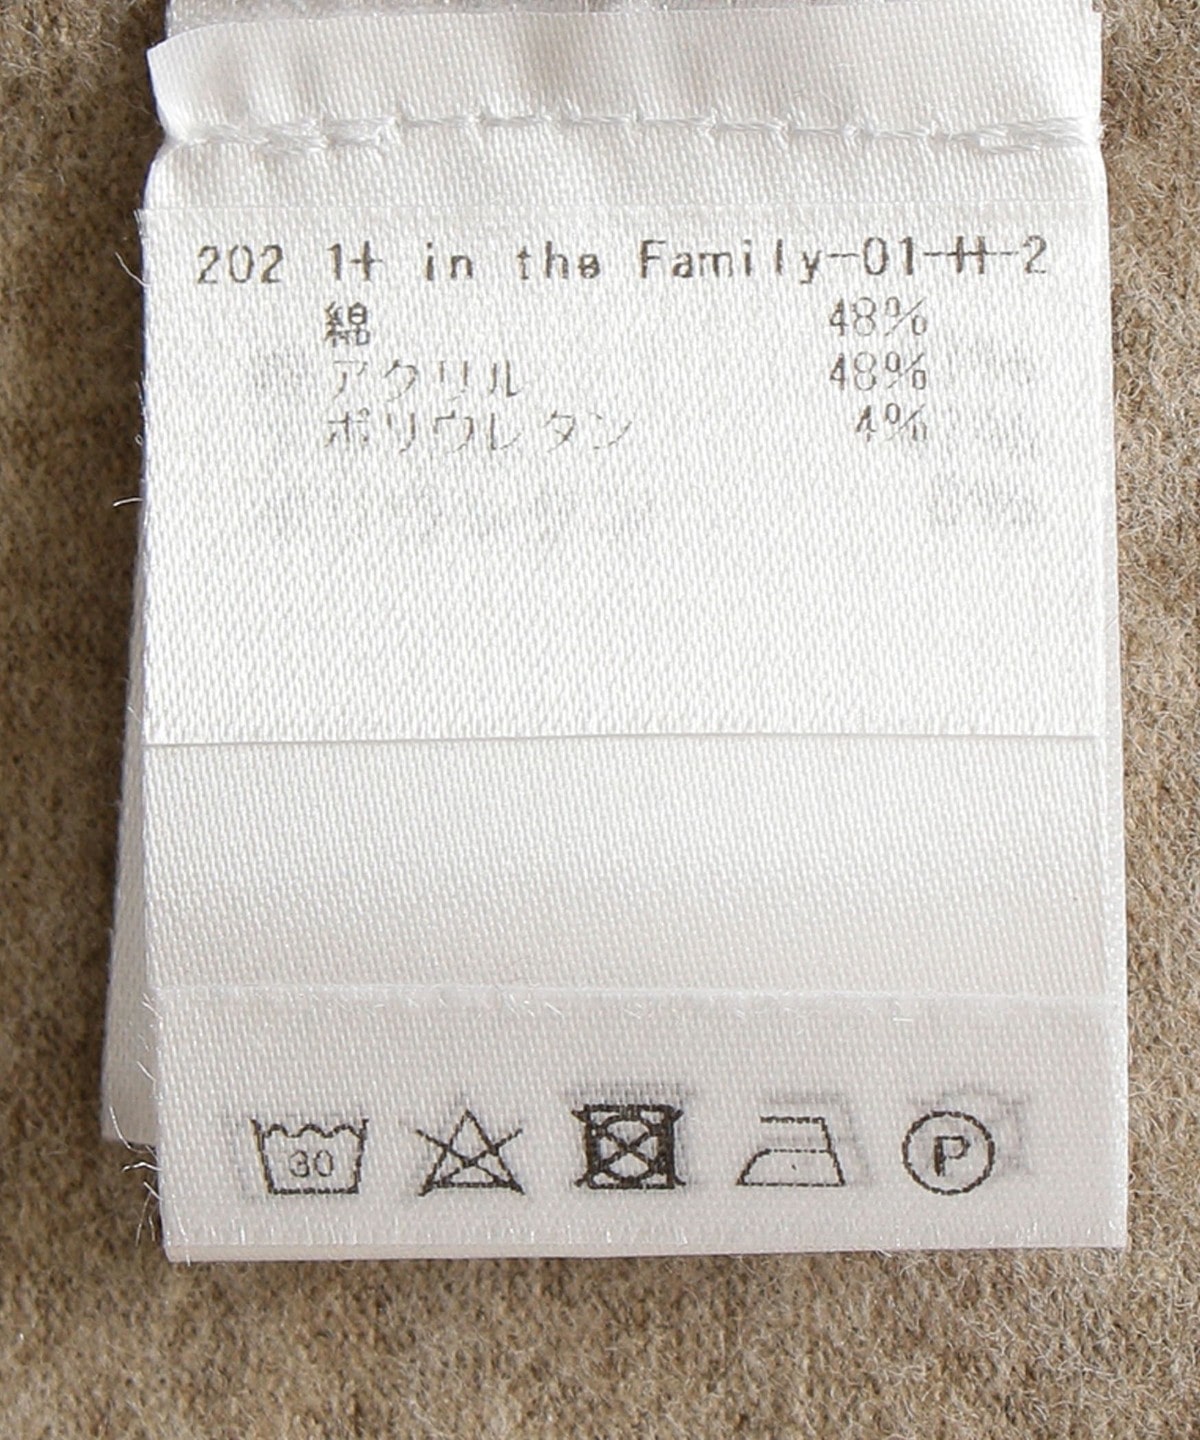 202 1+ in the Family-01-サ-2
綿 48%
アクリル 48%
ポリウレタン 4%
30
P